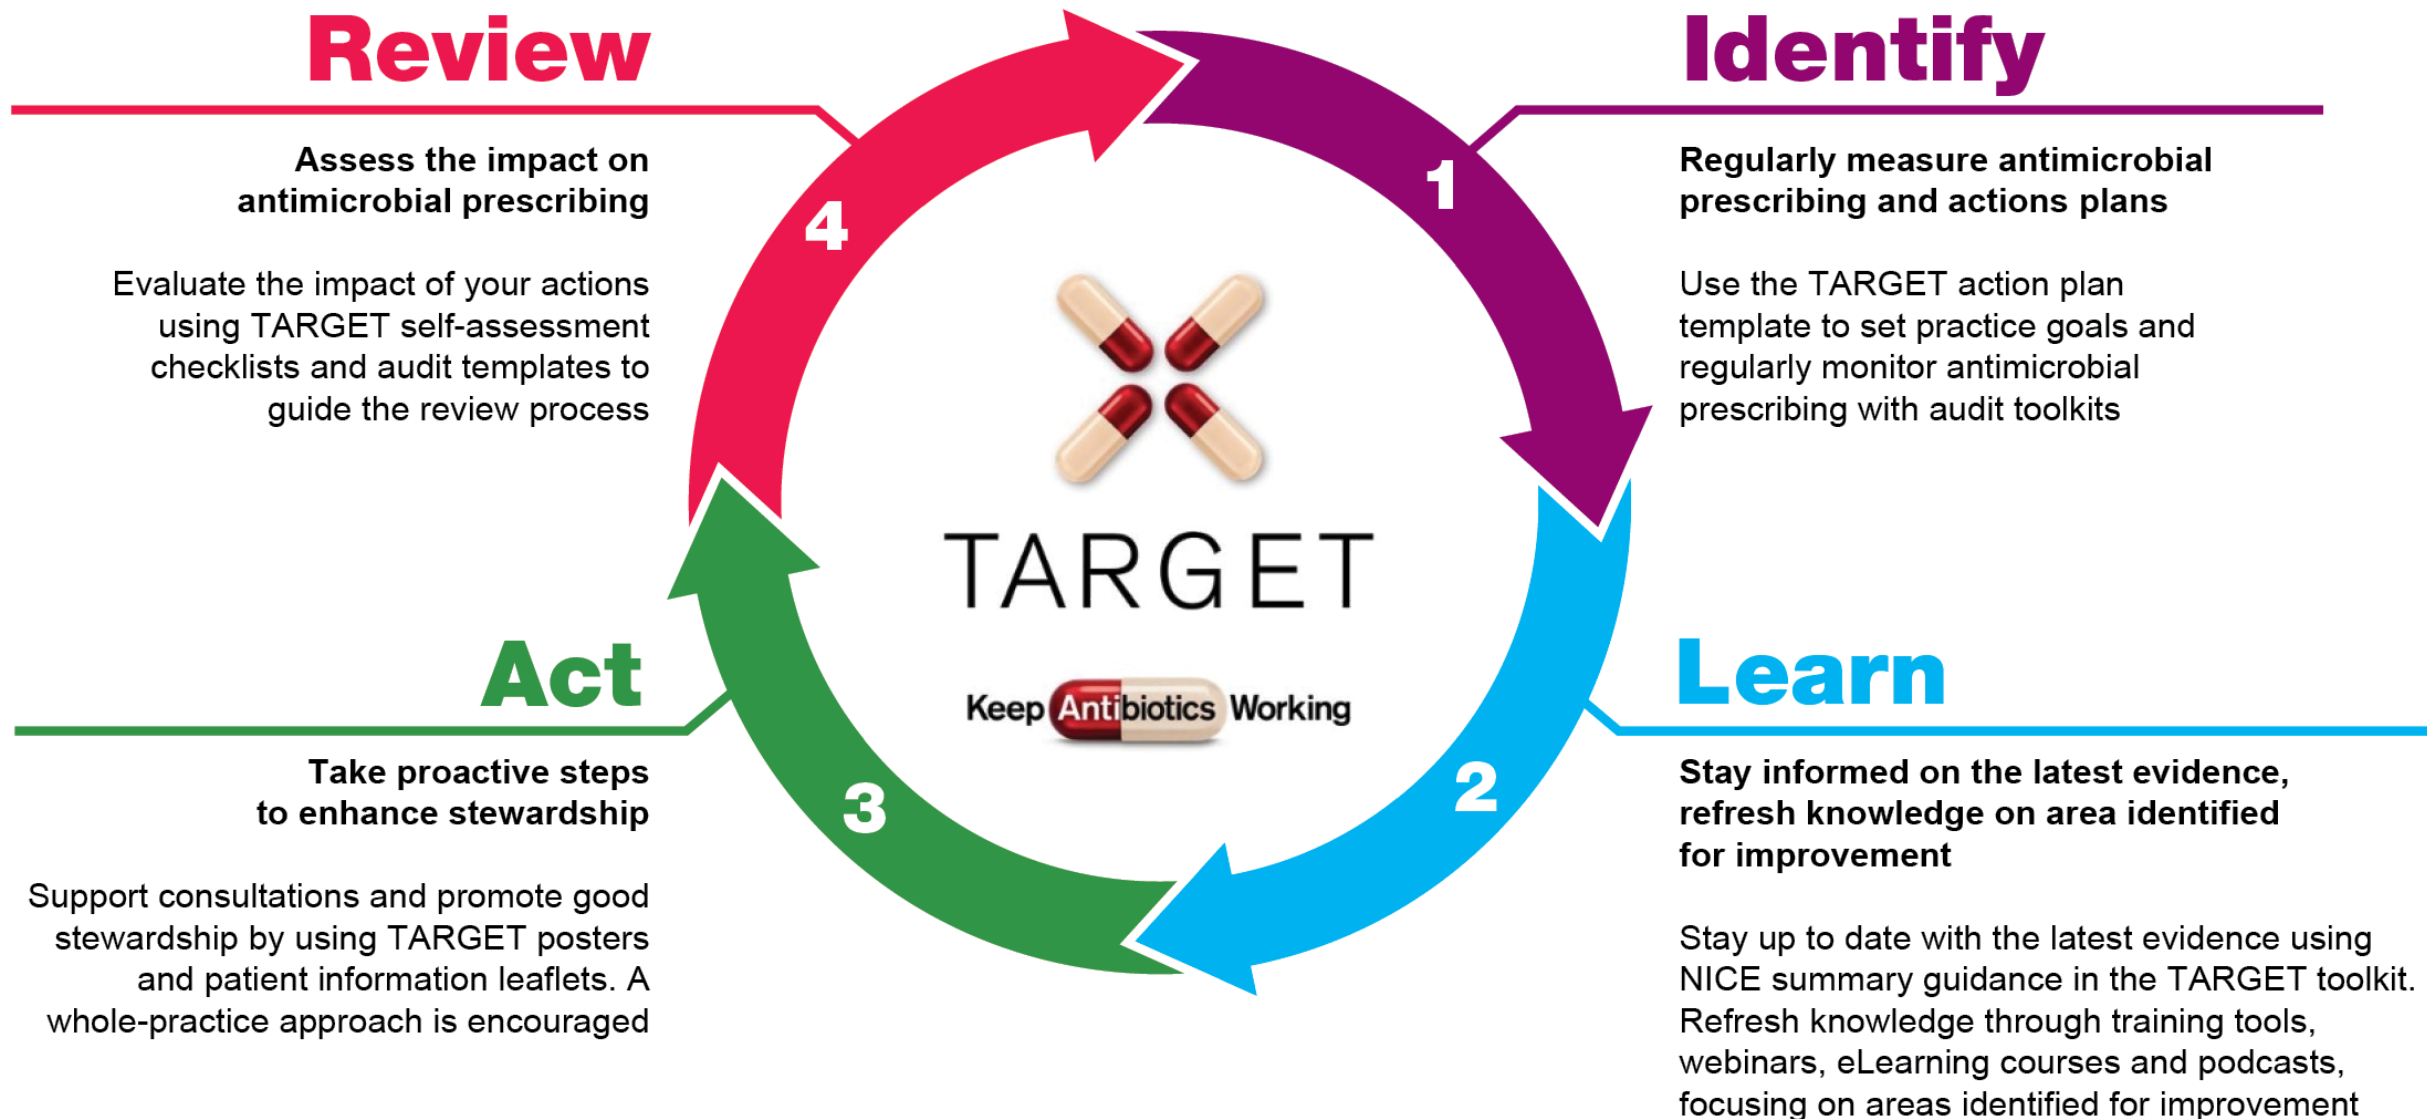 Identify
1
Regularly measure antimicrobial
prescribing and actions plans
Use the TARGET action plan
template to set practice goals and
regularly monitor antimicrobial
prescribing with audit toolkits
Learn
2
Stay informed on the latest evidence,
refresh knowledge on area identified
for improvement
Stay up to date with the latest evidence using
NICE summary guidance in the TARGET toolkit.
Refresh knowledge through training tools,
webinars, eLearning courses and podcasts,
focusing on areas identified for improvement
Act
3
Take proactive steps
to enhance stewardship
Support consultations and promote good
stewardship by using TARGET posters
and patient information leaflets. A
whole-practice approach is encouraged
Review
4
Assess the impact on
antimicrobial prescribing
Evaluate the impact of your actions
using TARGET self-assessment
checklists and audit templates to
guide the review process
TARGET
Keep Antibiotics Working